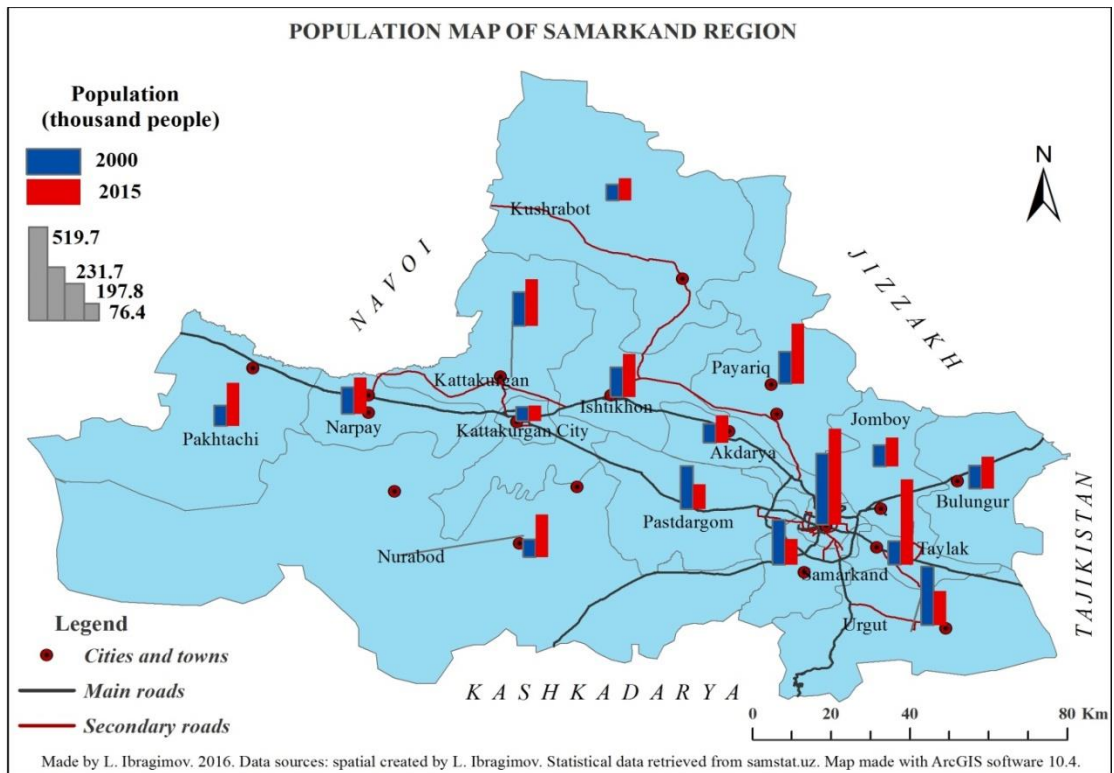 POPULATION MAP OF SAMARKAND REGION
Population
(thousand people)
2000
2015
519.7
231.7
197.8
76.4
N
NAVOI
JIZZAKH
TAJIKISTAN
KASHKADARYA
Kushrabot
Payariq
Kattakurgan
Ishtikhon
Jomboy
Pakhtachi
Narpay
Kattakurgan City
Akdarya
Bulungur
Pastdargom
Nurabod
Taylak
Samarkand
Urgut
Legend
Cities and towns
Main roads
Secondary roads
0 20 40 80 Km
Made by L. Ibragimov. 2016. Data sources: spatial created by L. Ibragimov. Statistical data retrieved from samstat.uz. Map made with ArcGIS software 10.4.